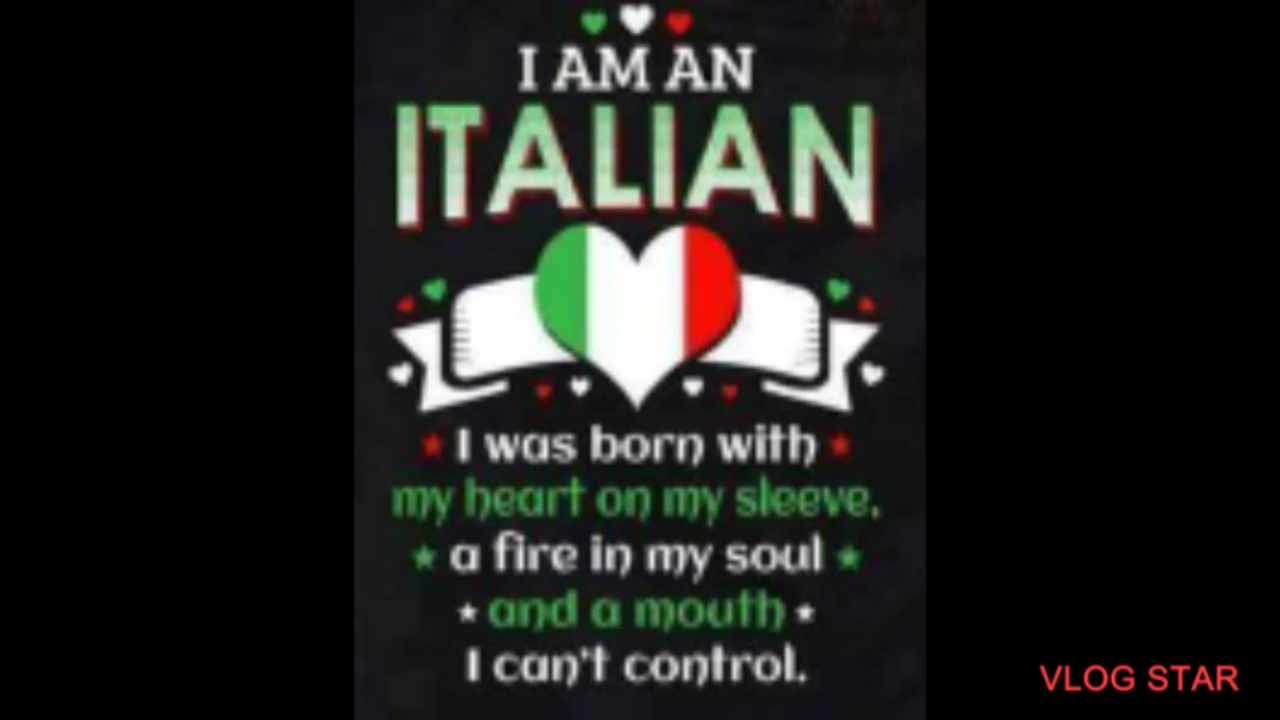 I AM AN
ITALIAN
I was born with
my heart on my sleeve,
a fire in my soul
and a mouth
I can't control.
VLOG STAR